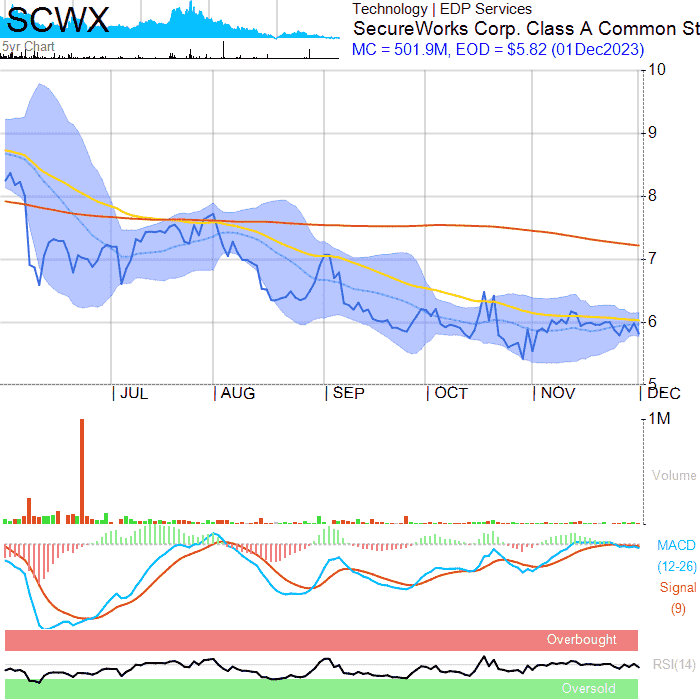 SCWX
5yr Chart
Technology | EDP Services
SecureWorks Corp. Class A Common St
MC = 501.9M, EOD = $5.82 (01Dec2023)
10
9
8
7
6
5
JUL
AUG
SEP
OCT
NOV
DEC
1M
Volume
MACD
(12-26)
Signal
(9)
Overbought
RSI(14)
Oversold